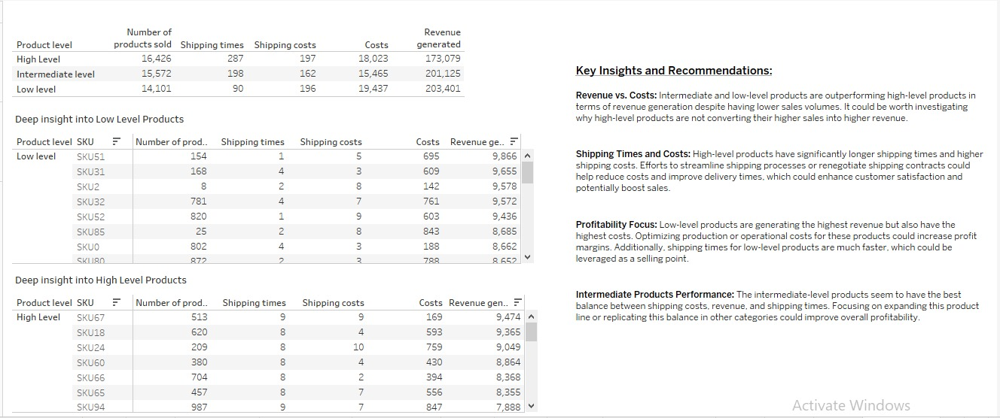 Number of Revenue
Product level products sold Shipping times Shipping costs Costs generated
High Level 16,426 287 197 18,023 173,079
Intermediate level 15,572 198 162 15,465 201,125
Low level 14,101 90 196 19,437 203,401
Deep insight into Low Level Products
Product level SKU Number of prod.. Shipping times Shipping costs Costs Revenue ge..
Low level SKU51 154 1 5 695 9,866
SKU31 168 4 3 609 9,655
SKU2 8 2 8 142 9,578
SKU32 781 4 7 761 9,572
SKU52 820 1 9 603 9,436
SKU85 25 2 8 843 8,685
SKU0 802 4 3 188 8,662
SKU80 872 2 3 788 8,652
Deep insight into High Level Products
Product level SKU Number of prod.. Shipping times Shipping costs Costs Revenue gen..
High Level SKU67 513 9 9 169 9,474
SKU18 620 8 4 593 9,365
SKU24 209 8 10 759 9,049
SKU60 380 8 4 430 8,864
SKU66 704 8 2 394 8,368
SKU65 457 8 7 556 8,355
SKU94 987 9 7 847 7,888
Key Insights and Recommendations:
Revenue vs. Costs: Intermediate and low-level products are outperforming high-level products in
terms of revenue generation despite having lower sales volumes. It could be worth investigating
why high-level products are not converting their higher sales into higher revenue.
Shipping Times and Costs: High-level products have significantly longer shipping times and higher
shipping costs. Efforts to streamline shipping processes or renegotiate shipping contracts could
help reduce costs and improve delivery times, which could enhance customer satisfaction and
potentially boost sales.
Profitability Focus: Low-level products are generating the highest revenue but also have the
highest costs. Optimizing production or operational costs for these products could increase profit
margins. Additionally, shipping times for low-level products are much faster, which could be
leveraged as a selling point.
Intermediate Products Performance: The intermediate-level products seem to have the best
balance between shipping costs, revenue, and shipping times. Focusing on expanding this product
line or replicating this balance in other categories could improve overall profitability.
Activate Windows